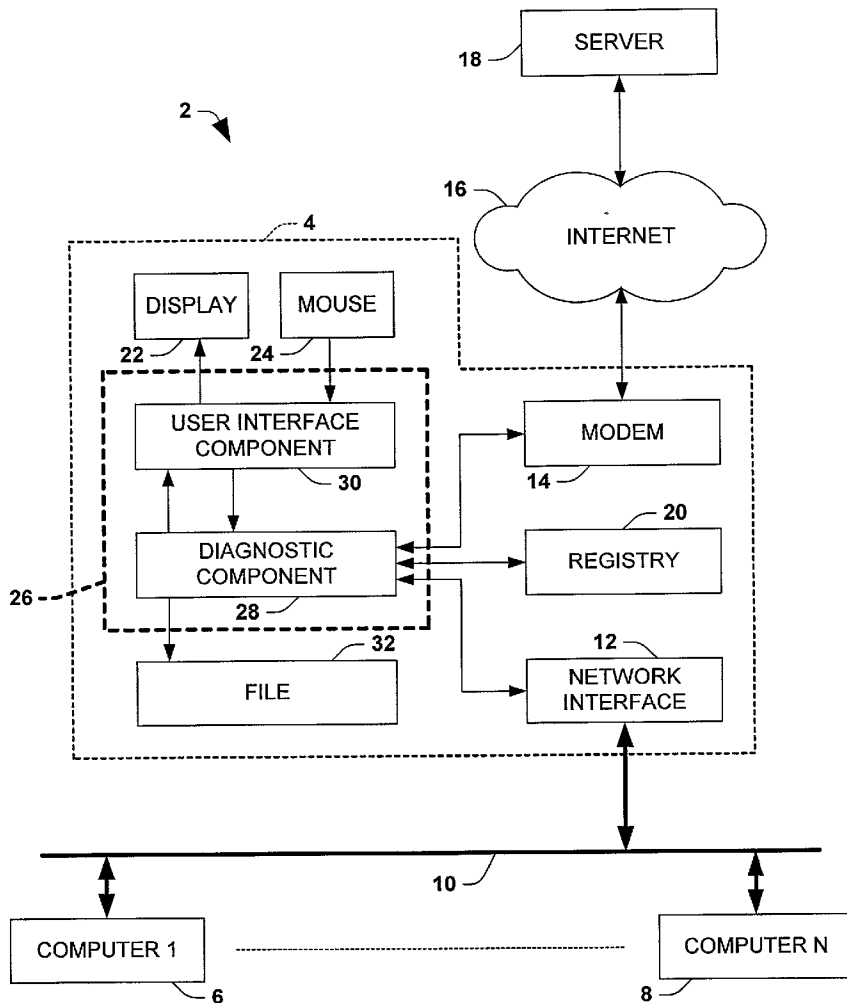 SERVER
18
2
16
INTERNET
4
DISPLAY
MOUSE
22
24
USER INTERFACE
COMPONENT
30
MODEM
14
20
DIAGNOSTIC
COMPONENT
REGISTRY
26
28
32
12
FILE
NETWORK
INTERFACE
10
COMPUTER 1
COMPUTER N
6
8